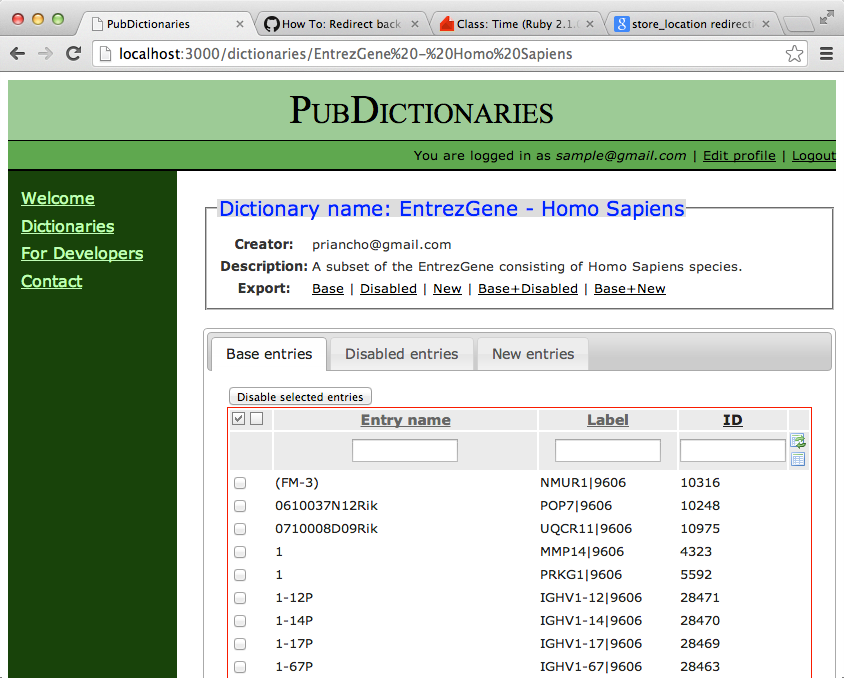 PubDictionaries
How To: Redirect back
Class: Time (Ruby 2.1.
store_location redirect
localhost:3000/dictionaries/EntrezGene%20-%20Homo%20Sapiens
PubDictionaries
You are logged in as sample@gmail.com | Edit profile | Logout
Welcome
Dictionaries
For Developers
Contact
Dictionary name: EntrezGene - Homo Sapiens
Creator: priancho@gmail.com
Description: A subset of the EntrezGene consisting of Homo Sapiens species.
Export: Base | Disabled | New | Base+Disabled | Base+New
Base entries Disabled entries New entries
Disable selected entries
Entry name Label ID
(FM-3) NMUR1|9606 10316
0610037N12Rik POP7|9606 10248
0710008D09Rik UQCR11|9606 10975
1 MMP14|9606 4323
1 PRKG1|9606 5592
1-12P IGHV1-12|9606 28471
1-14P IGHV1-14|9606 28470
1-17P IGHV1-17|9606 28469
1-67P IGHV1-67|9606 28463